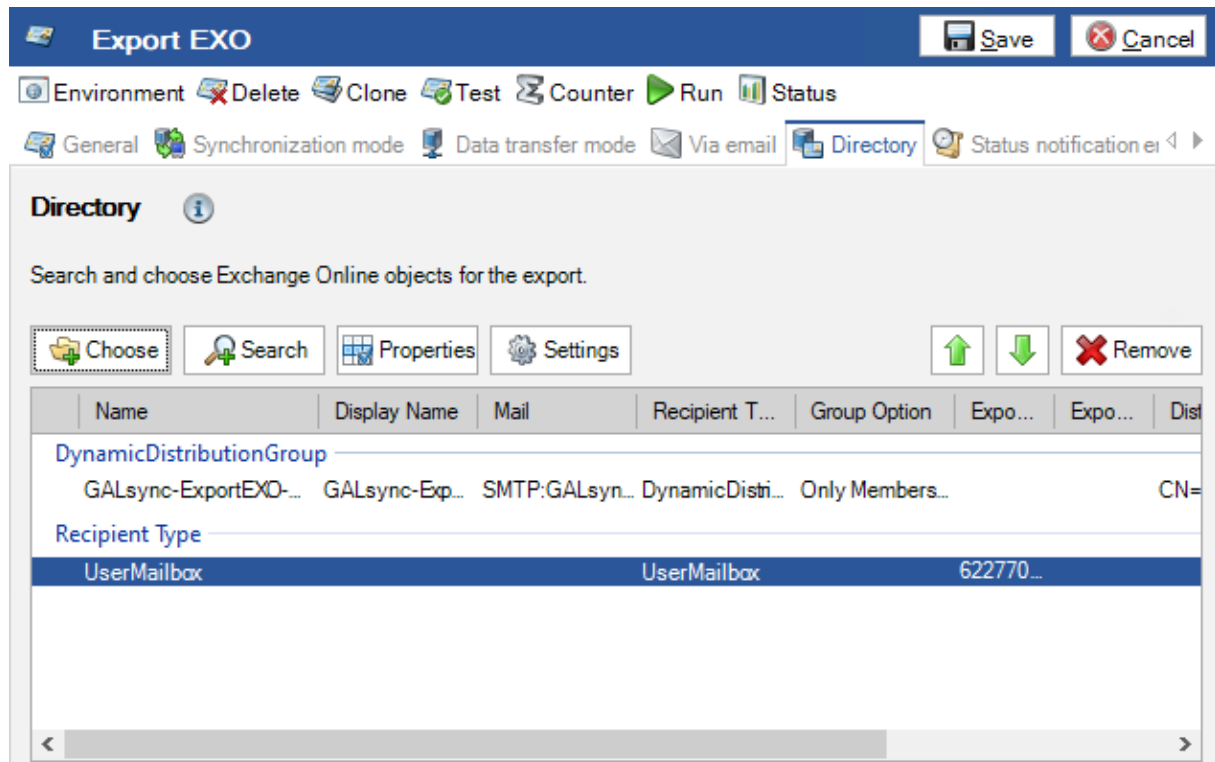 Export EXO Save Cancel
Environment Delete Clone Test Counter Run Status
General Synchronization mode Data transfer mode Via email Directory Status notification
Directory
Search and choose Exchange Online objects for the export.
Choose Search Properties Settings Remove
Name Display Name Mail Recipient T... Group Option Expo... Expo... Dist
DynamicDistributionGroup
GALsync-ExportEXO-... GALsync-Exp... SMTP:GALsyn... DynamicDistri... Only Members... CN=
Recipient Type
UserMailbox UserMailbox 622770...